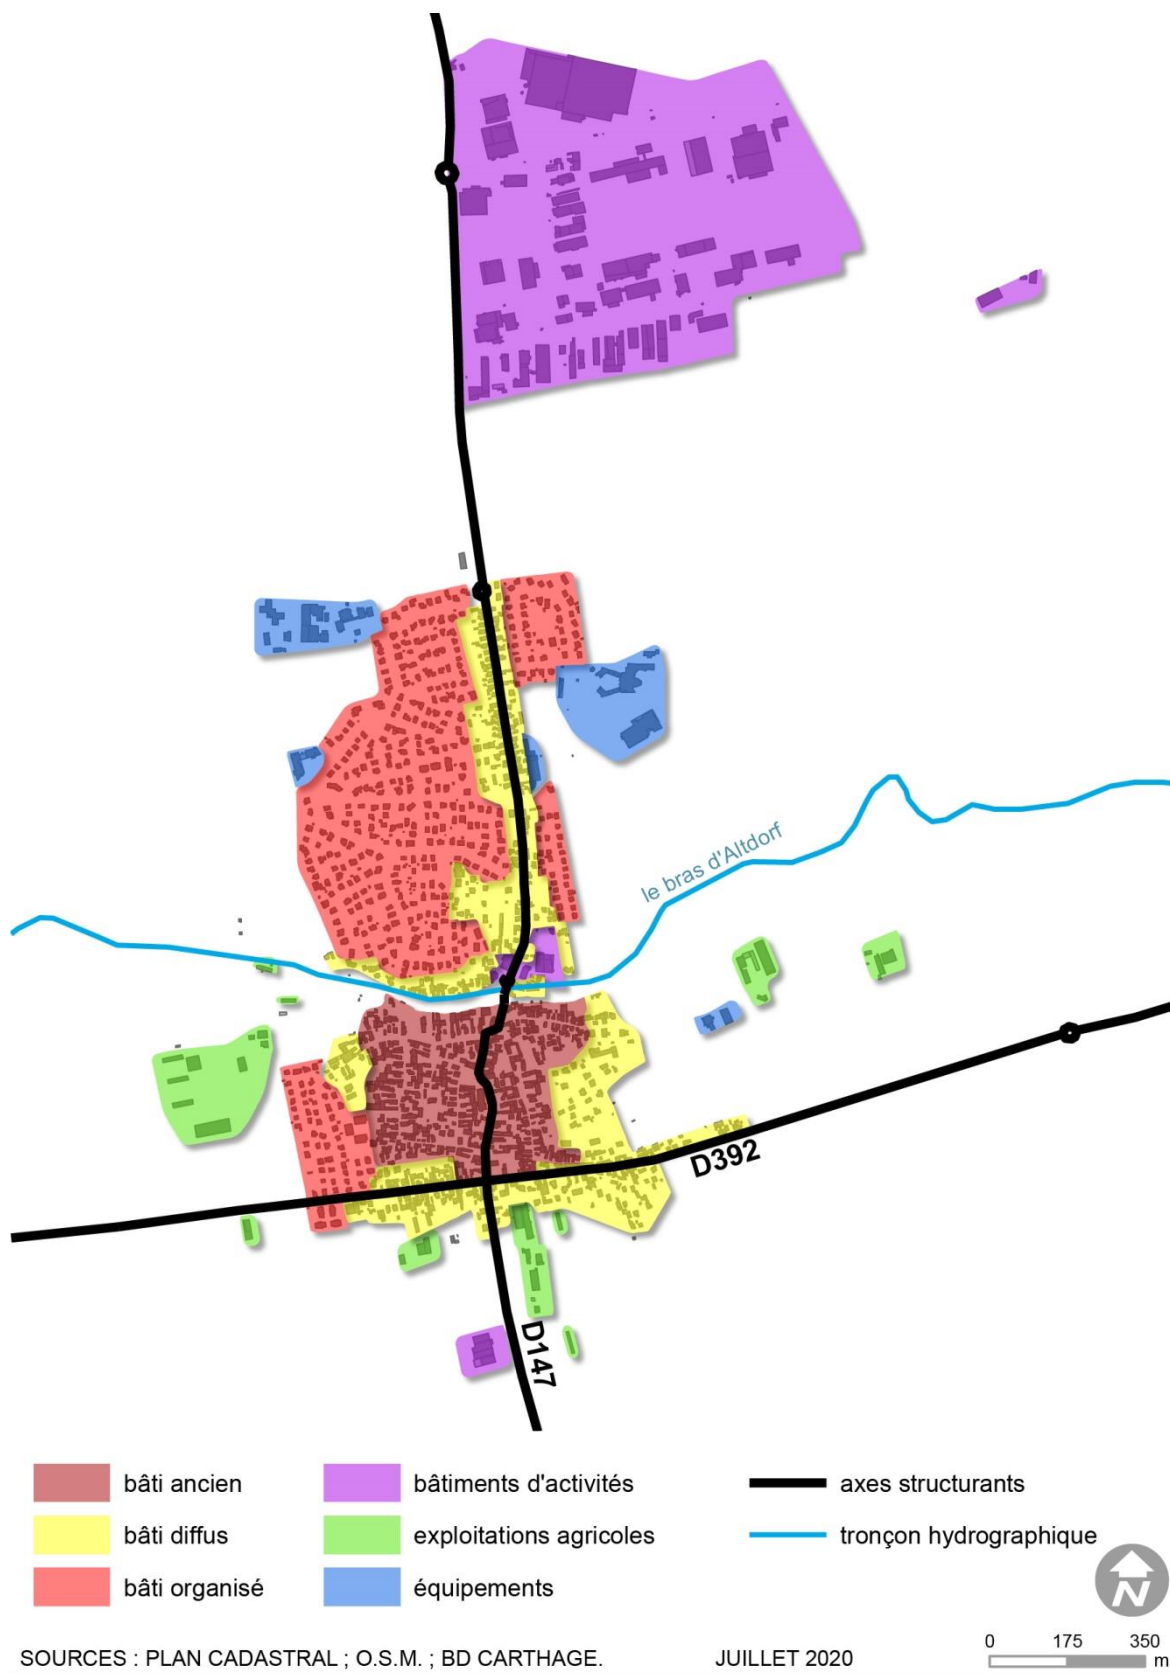 le bras d'Altdorf
D392
D147
bâti ancien
bâtiments d'activités
axes structurants
bâti diffus
exploitations agricoles
tronçon hydrographique
bâti organisé
équipements
N
SOURCES : PLAN CADASTRAL ; O.S.M. ; BD CARTHAGE.
JUILLET 2020
0 175 350
m